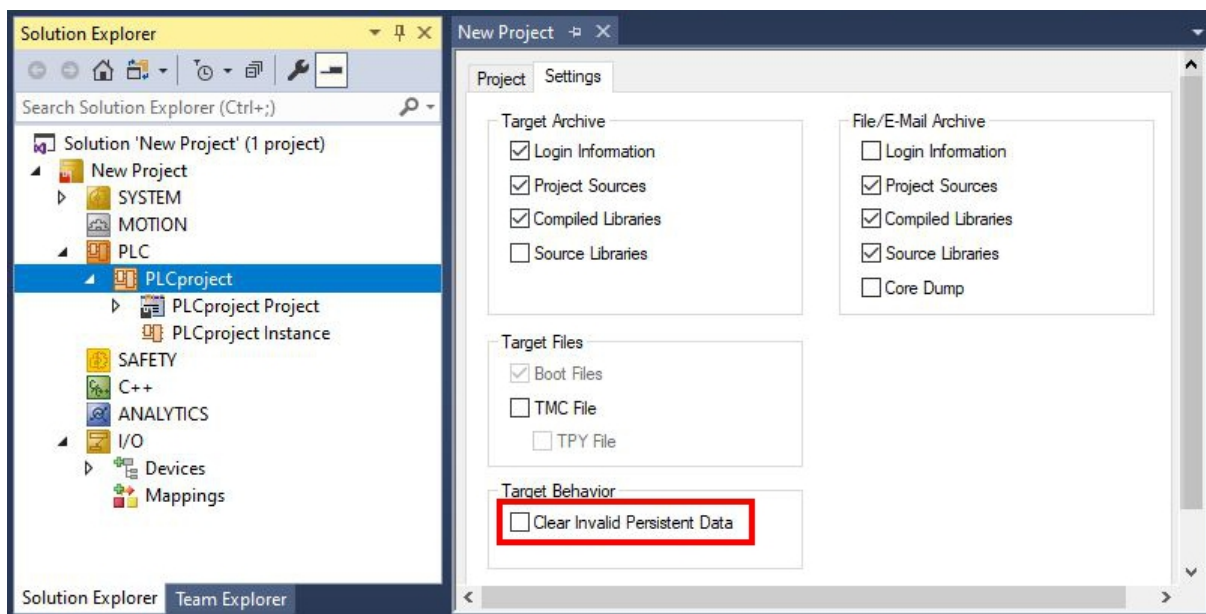 Solution Explorer
Search Solution Explorer (Ctrl+;)
Solution 'New Project' (1 project)
New Project
SYSTEM
MOTION
PLC
PLCproject
PLCproject Project
PLCproject Instance
SAFETY
C++
ANALYTICS
I/O
Devices
Mappings
Solution Explorer
Team Explorer
New Project
Project
Settings
Target Archive
Login Information
Project Sources
Compiled Libraries
Source Libraries
File/E-Mail Archive
Login Information
Project Sources
Compiled Libraries
Source Libraries
Core Dump
Target Files
Boot Files
TMC File
TPY File
Target Behavior
Clear Invalid Persistent Data